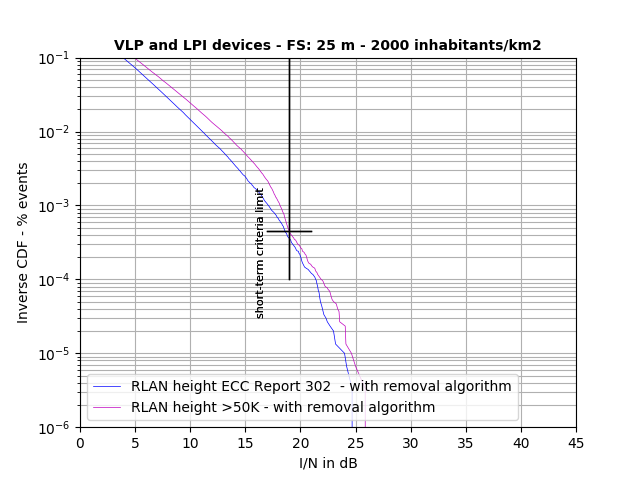 VLP and LPI devices - FS: 25 m - 2000 inhabitants/km2
10^-1
10^-2
10^-3
10^-4
10^-5
10^-6
Inverse CDF - % events
short-term criteria limit
RLAN height ECC Report 302  - with removal algorithm
RLAN height >50K - with removal algorithm
0 5 10 15 20 25 30 35 40 45
I/N in dB